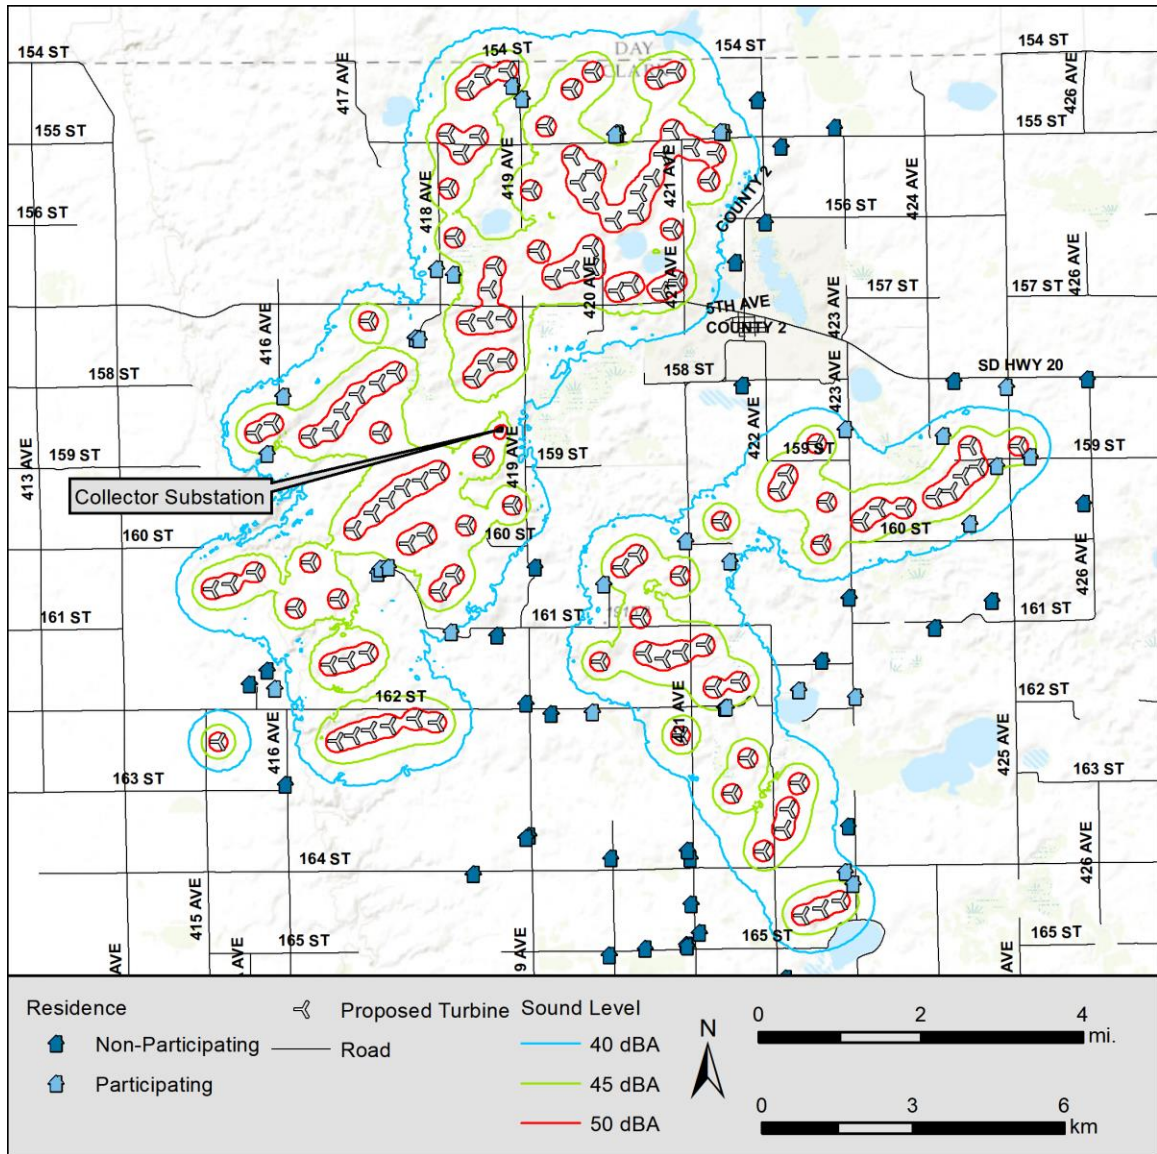 DAY
CLARK
154 ST
154 ST
154 ST
154 ST
417 AVE
426 AVE
155 ST
155 ST
419 AVE
421 AVE
418 AVE
COUNTY 2
424 AVE
156 ST
156 ST
426 AVE
420 AVE
421 AVE
157 ST
157 ST
416 AVE
5TH AVE
COUNTY 2
423 AVE
158 ST
158 ST
SD HWY 20
423 AVE
422 AVE
413 AVE
159 ST
419 AVE
159 ST
159 ST
159 ST
Collector Substation
160 ST
160 ST
160 ST
426 AVE
161 ST
161 ST
161 ST
162 ST
162 ST
421 AVE
416 AVE
425 AVE
163 ST
163 ST
164 ST
426 AVE
415 AVE
165 ST
165 ST
165 ST
AVE
AVE
9 AVE
AVE
Residence
Non-Participating
Participating
Proposed Turbine
Road
Sound Level
40 dBA
45 dBA
50 dBA
N
0 2 4
mi.
0 3 6
km